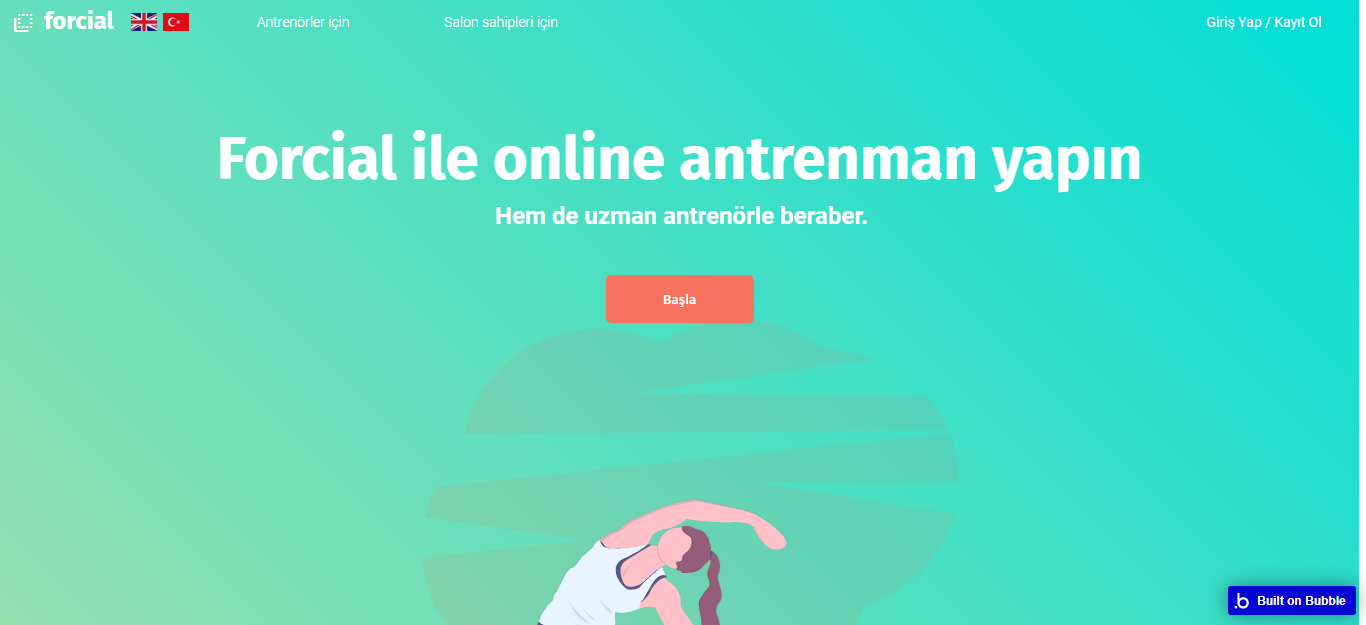 forcial
Antrenörler için
Salon sahipleri için
Giriş Yap / Kayıt Ol
Forcial ile online antrenman yapın
Hem de uzman antrenörle beraber.
Başla
Built on Bubble